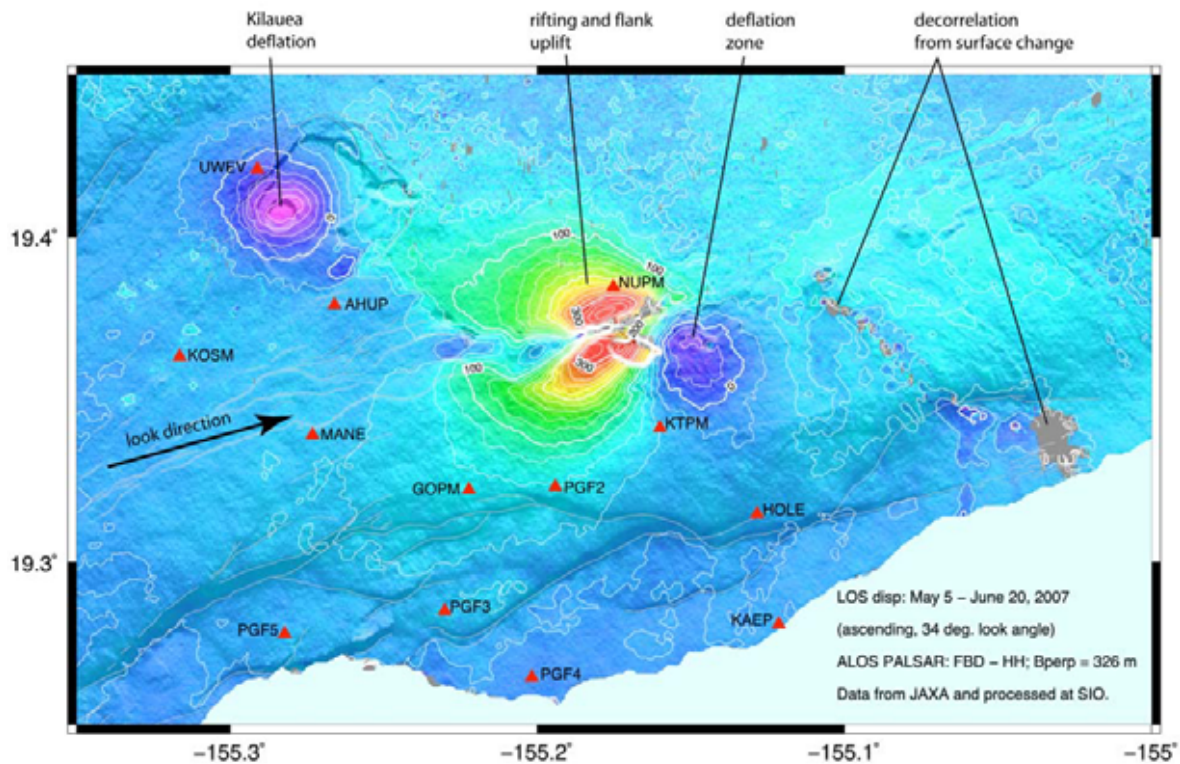 Kilauea
deflation
rifting and flank
uplift
deflation
zone
decorrelation
from surface change
UWEV
0
100
100
NUPM
19.4°
AHUP
300
200
KOSM
100
300
0
look direction
MANE
KTPM
GOPM
PGF2
HOLE
19.3°
LOS disp: May 5 – June 20, 2007
PGF3
KAEP
(ascending, 34 deg. look angle)
PGF5
ALOS PALSAR: FBD – HH; Bperp = 326 m
PGF4
Data from JAXA and processed at SIO.
−155.3°
−155.2°
−155.1°
−155°